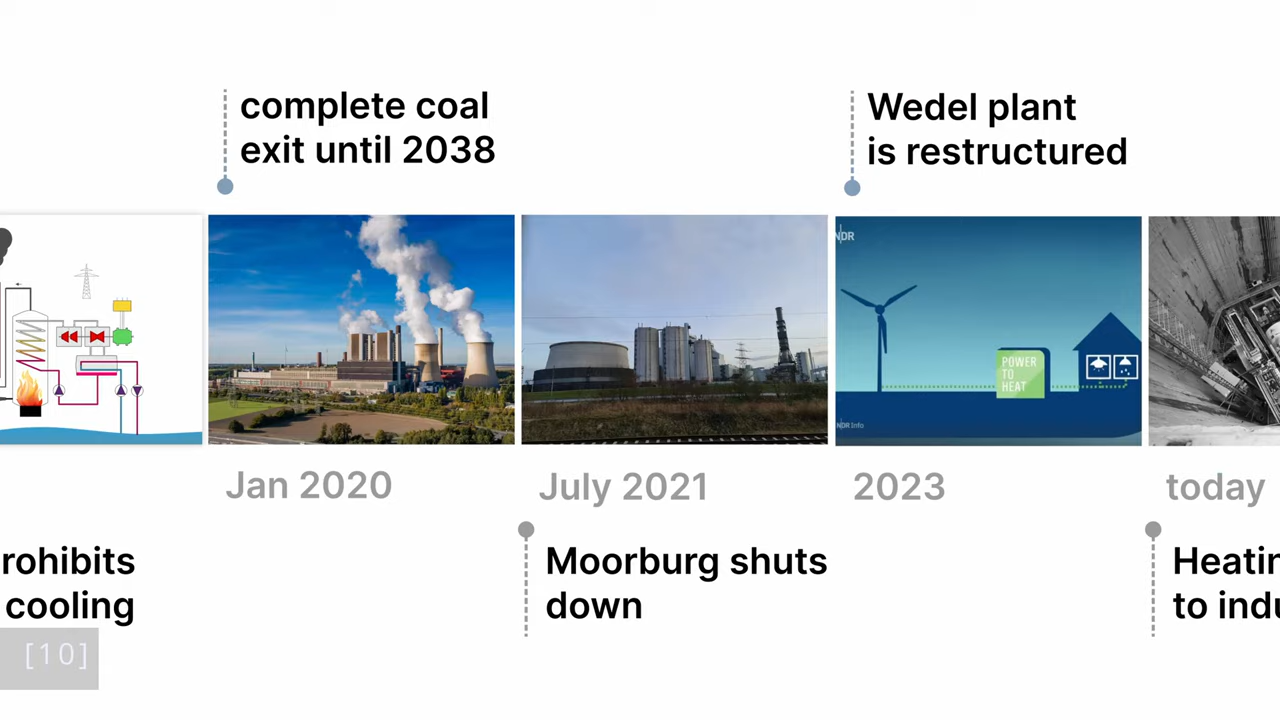 complete coal
exit until 2038
Wedel plant
is restructured
NDR
POWER
TO
HEAT
NDR Info
Jan 2020
July 2021
2023
today
rohibits
cooling
Moorburg shuts
down
Heatin
to indu
[10]